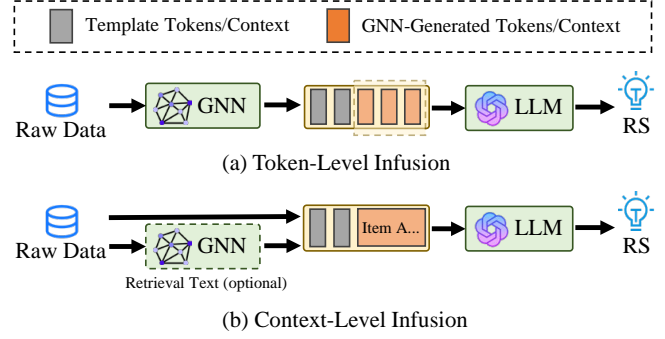 Template Tokens/Context GNN-Generated Tokens/Context
GNN LLM
Raw Data RS
(a) Token-Level Infusion
GNN Item A... LLM
Raw Data RS
Retrieval Text (optional)
(b) Context-Level Infusion